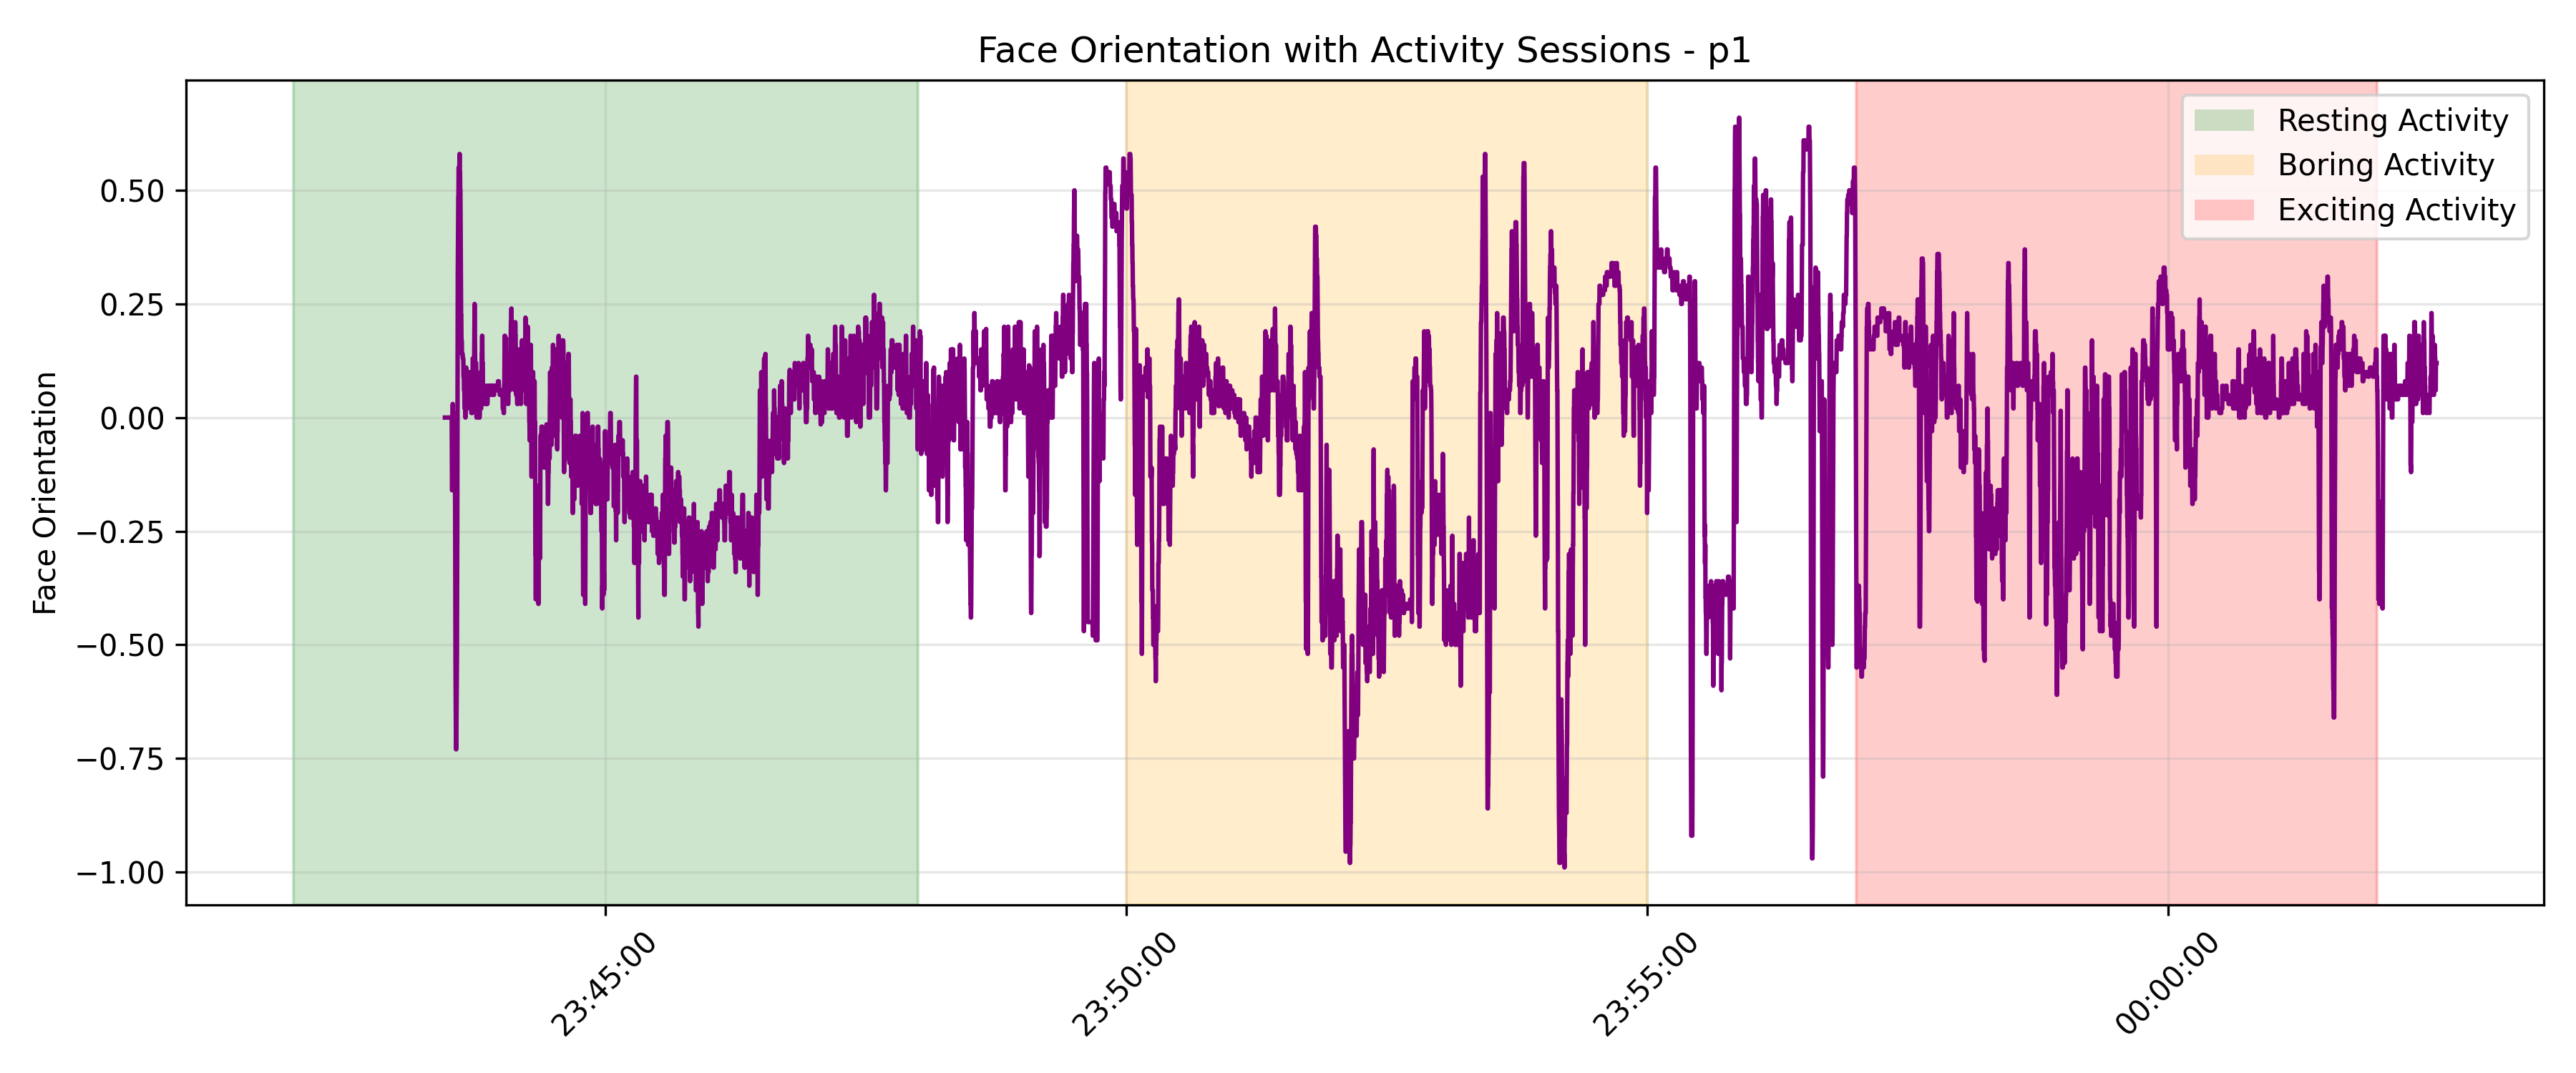 Face Orientation with Activity Sessions - p1
Resting Activity
Boring Activity
Exciting Activity
Face Orientation
0.50
0.25
0.00
−0.25
−0.50
−0.75
−1.00
23:45:00
23:50:00
23:55:00
00:00:00